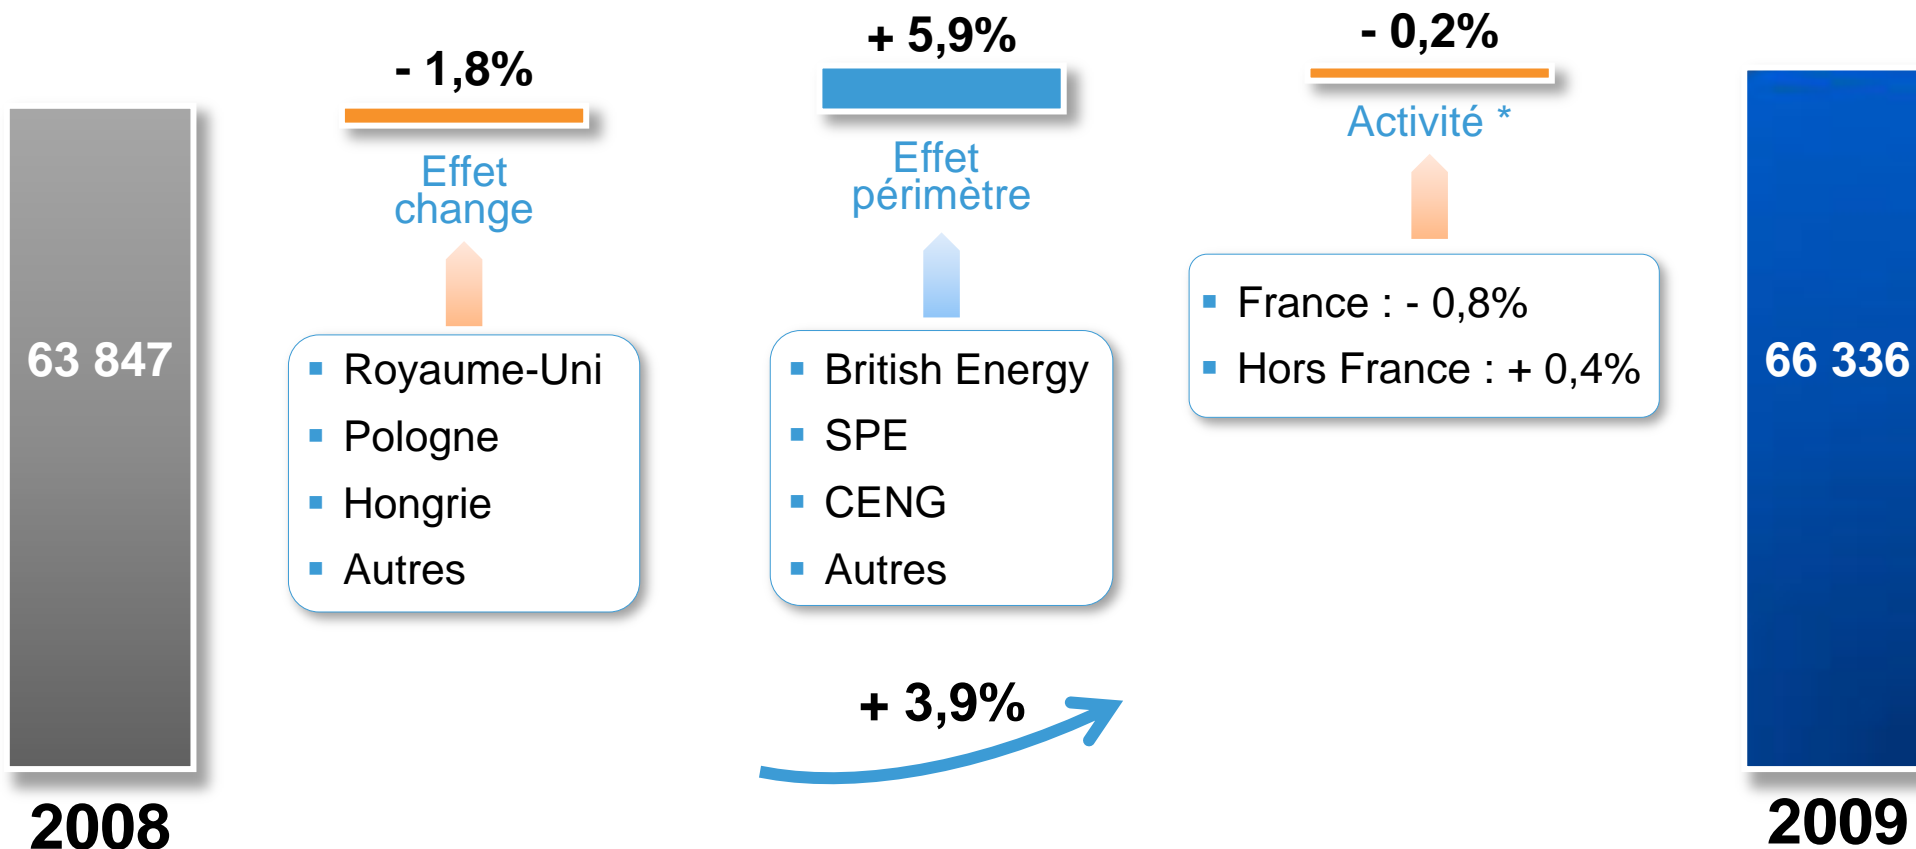 63 847
2008
- 1,8%
Effet
change
Royaume-Uni
Pologne
Hongrie
Autres
+ 5,9%
Effet
périmètre
British Energy
SPE
CENG
Autres
- 0,2%
Activité *
France : - 0,8%
Hors France : + 0,4%
+ 3,9%
66 336
2009